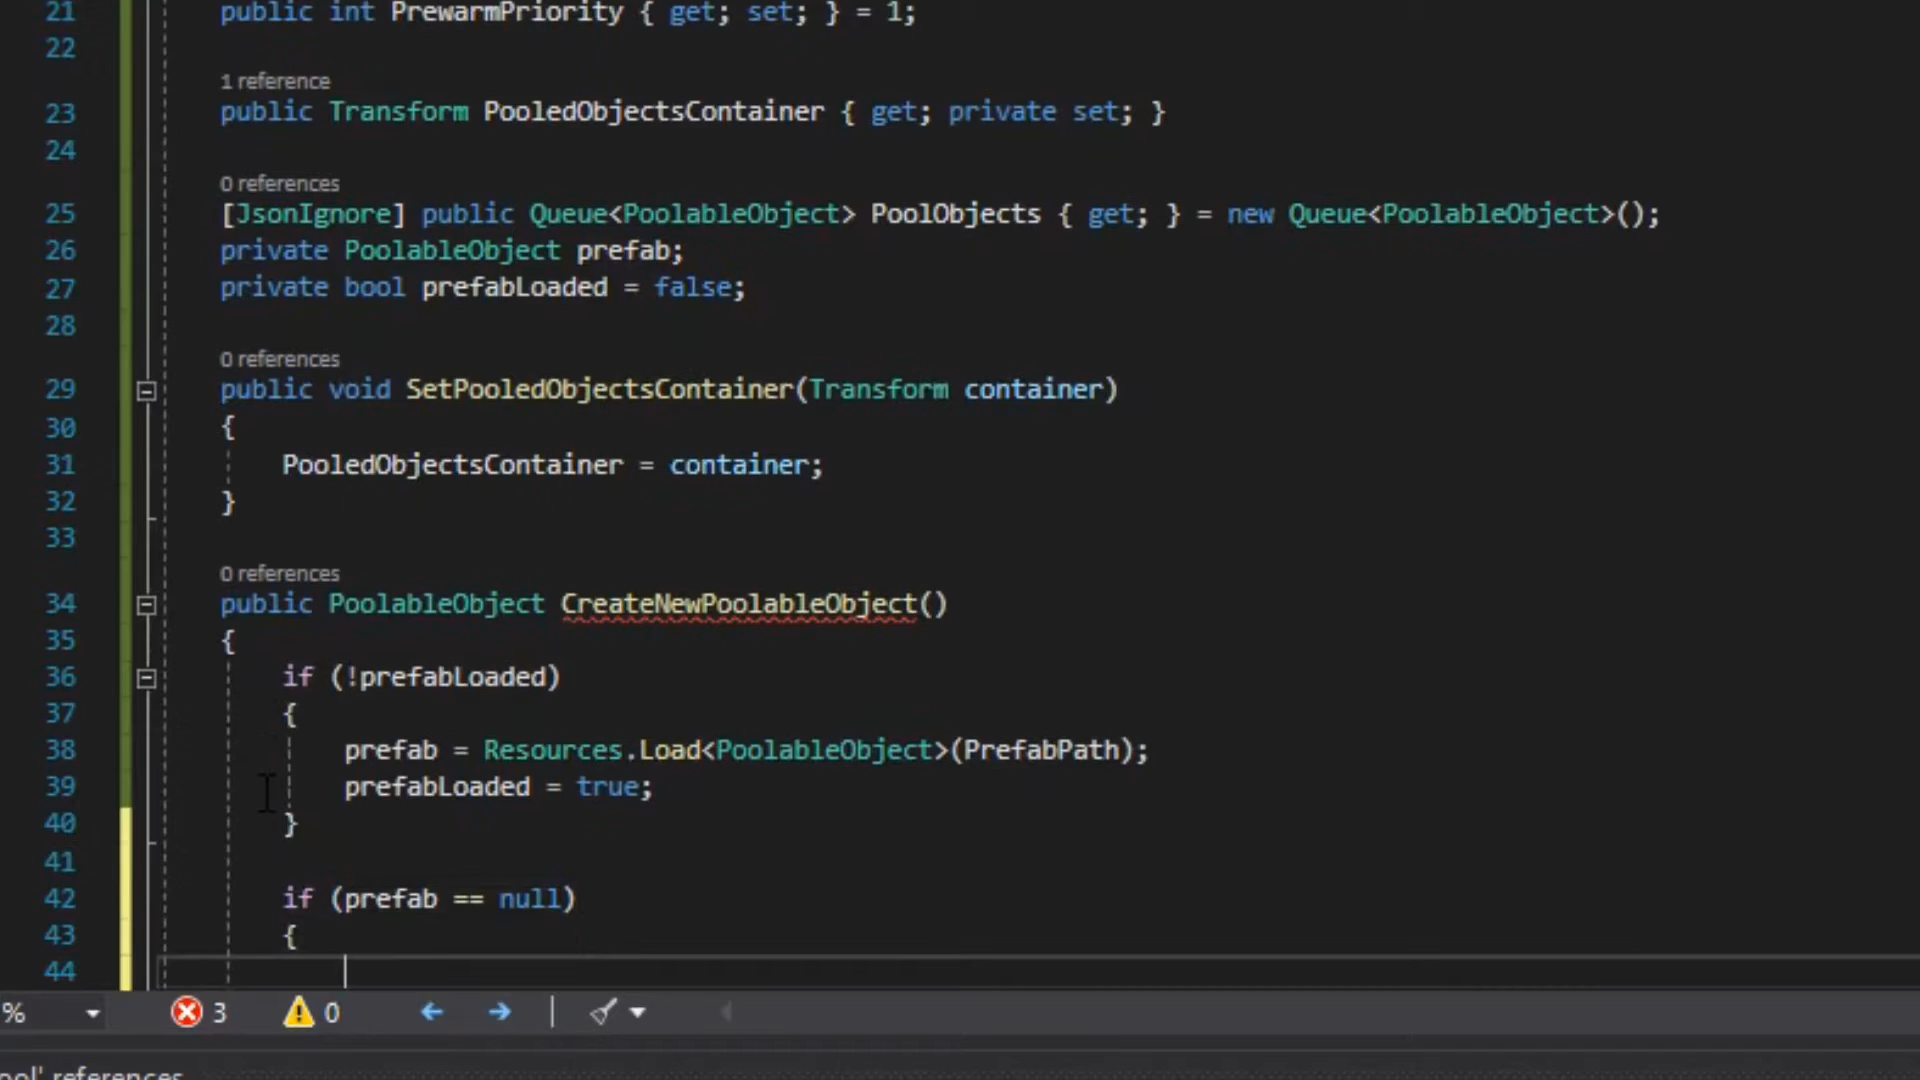 21 public int PrewarmPriority { get; set; } = 1;
22
1 reference
23 public Transform PooledObjectsContainer { get; private set; }
24
0 references
25 [JsonIgnore] public Queue<PoolableObject> PoolObjects { get; } = new Queue<PoolableObject>();
26 private PoolableObject prefab;
27 private bool prefabLoaded = false;
28
0 references
29 public void SetPooledObjectsContainer(Transform container)
30 {
31 PooledObjectsContainer = container;
32 }
33
0 references
34 public PoolableObject CreateNewPoolableObject()
35 {
36 if (!prefabLoaded)
37 {
38 prefab = Resources.Load<PoolableObject>(PrefabPath);
39 prefabLoaded = true;
40 }
41
42 if (prefab == null)
43 {
44
% 3 0
ool' references